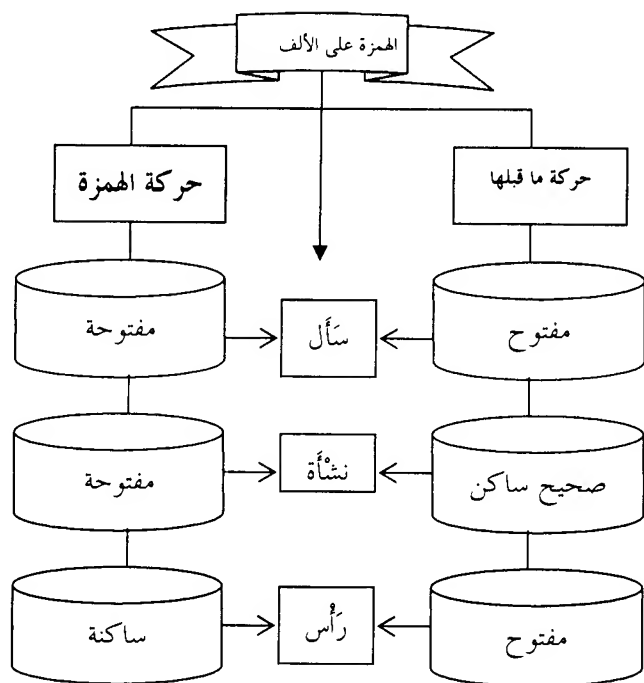 الهمزة على الألف
حركة ما قبلها
حركة الهمزة
مفتوح
سَأَل
مفتوحة
صحيح ساكن
نشْأَة
مفتوحة
مفتوح
رَأْس
ساكنة